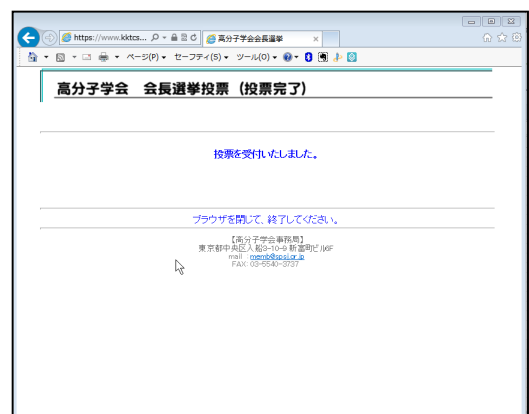 https://www.kktcs...
高分子学会会長選挙
ページ(P) セーフティ(S) ツール(O)
高分子学会 会長選挙投票（投票完了）
投票を受付いたしました。
ブラウザを閉じて、終了してください。
【高分子学会事務局】
東京都中央区入船3-10-9 新富町ビル6F
mail : memb@spsj.or.jp
FAX: 03-5540-3737